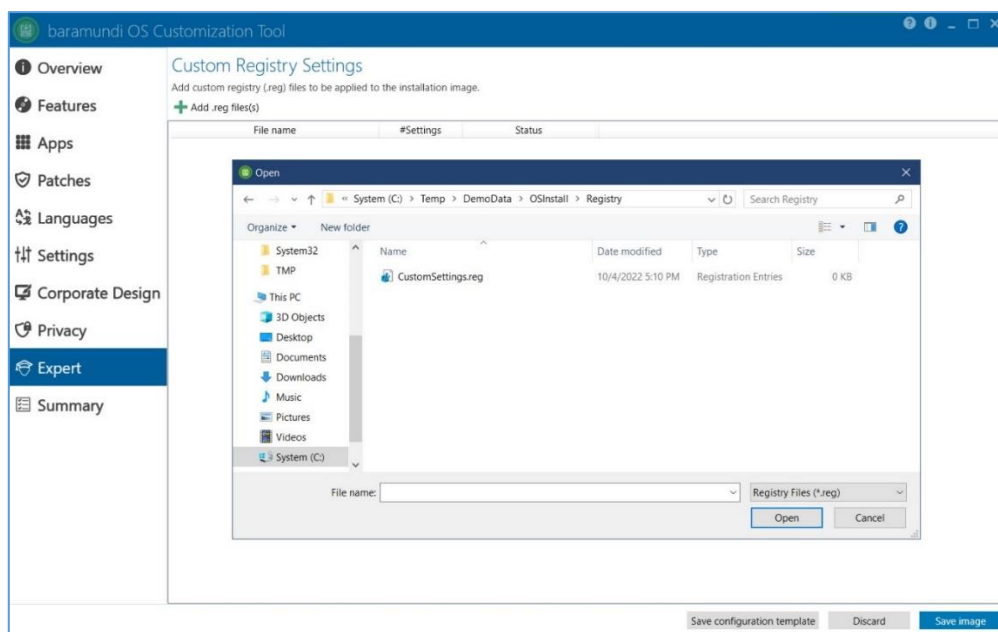 baramundi OS Customization Tool
Overview
Features
Apps
Patches
Languages
Settings
Corporate Design
Privacy
Expert
Summary
Custom Registry Settings
Add custom registry (.reg) files to be applied to the installation image.
Add .reg files(s)
File name #Settings Status
Open
« System (C:) > Temp > DemoData > OSInstall > Registry
Search Registry
Organize New folder
System32
TMP
This PC
3D Objects
Desktop
Documents
Downloads
Music
Pictures
Videos
System (C:)
Name Date modified Type Size
CustomSettings.reg 10/4/2022 5:10 PM Registration Entries 0 KB
File name: Registry Files (*.reg)
Open Cancel
Save configuration template Discard Save image